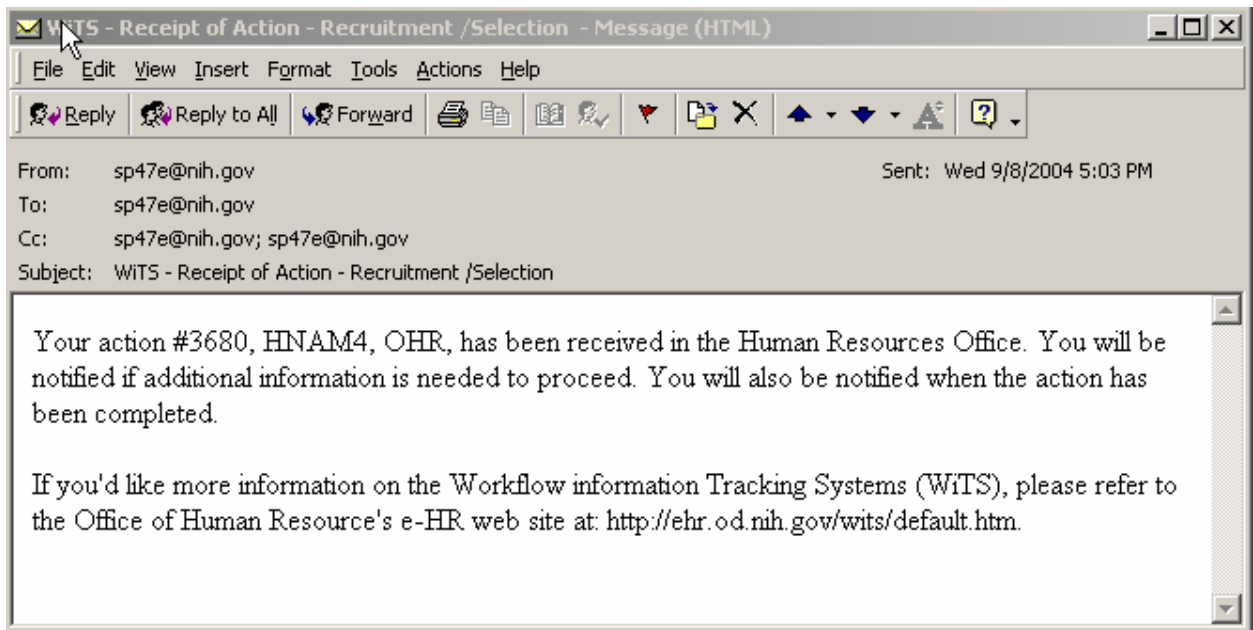 WiTS - Receipt of Action - Recruitment /Selection - Message (HTML)
File Edit View Insert Format Tools Actions Help
Reply Reply to All Forward
From: sp47e@nih.gov Sent: Wed 9/8/2004 5:03 PM
To: sp47e@nih.gov
Cc: sp47e@nih.gov; sp47e@nih.gov
Subject: WiTS - Receipt of Action - Recruitment /Selection
Your action #3680, HNAM4, OHR, has been received in the Human Resources Office. You will be
notified if additional information is needed to proceed. You will also be notified when the action has
been completed.
If you'd like more information on the Workflow information Tracking Systems (WiTS), please refer to
the Office of Human Resource's e-HR web site at: http://ehr.od.nih.gov/wits/default.htm.